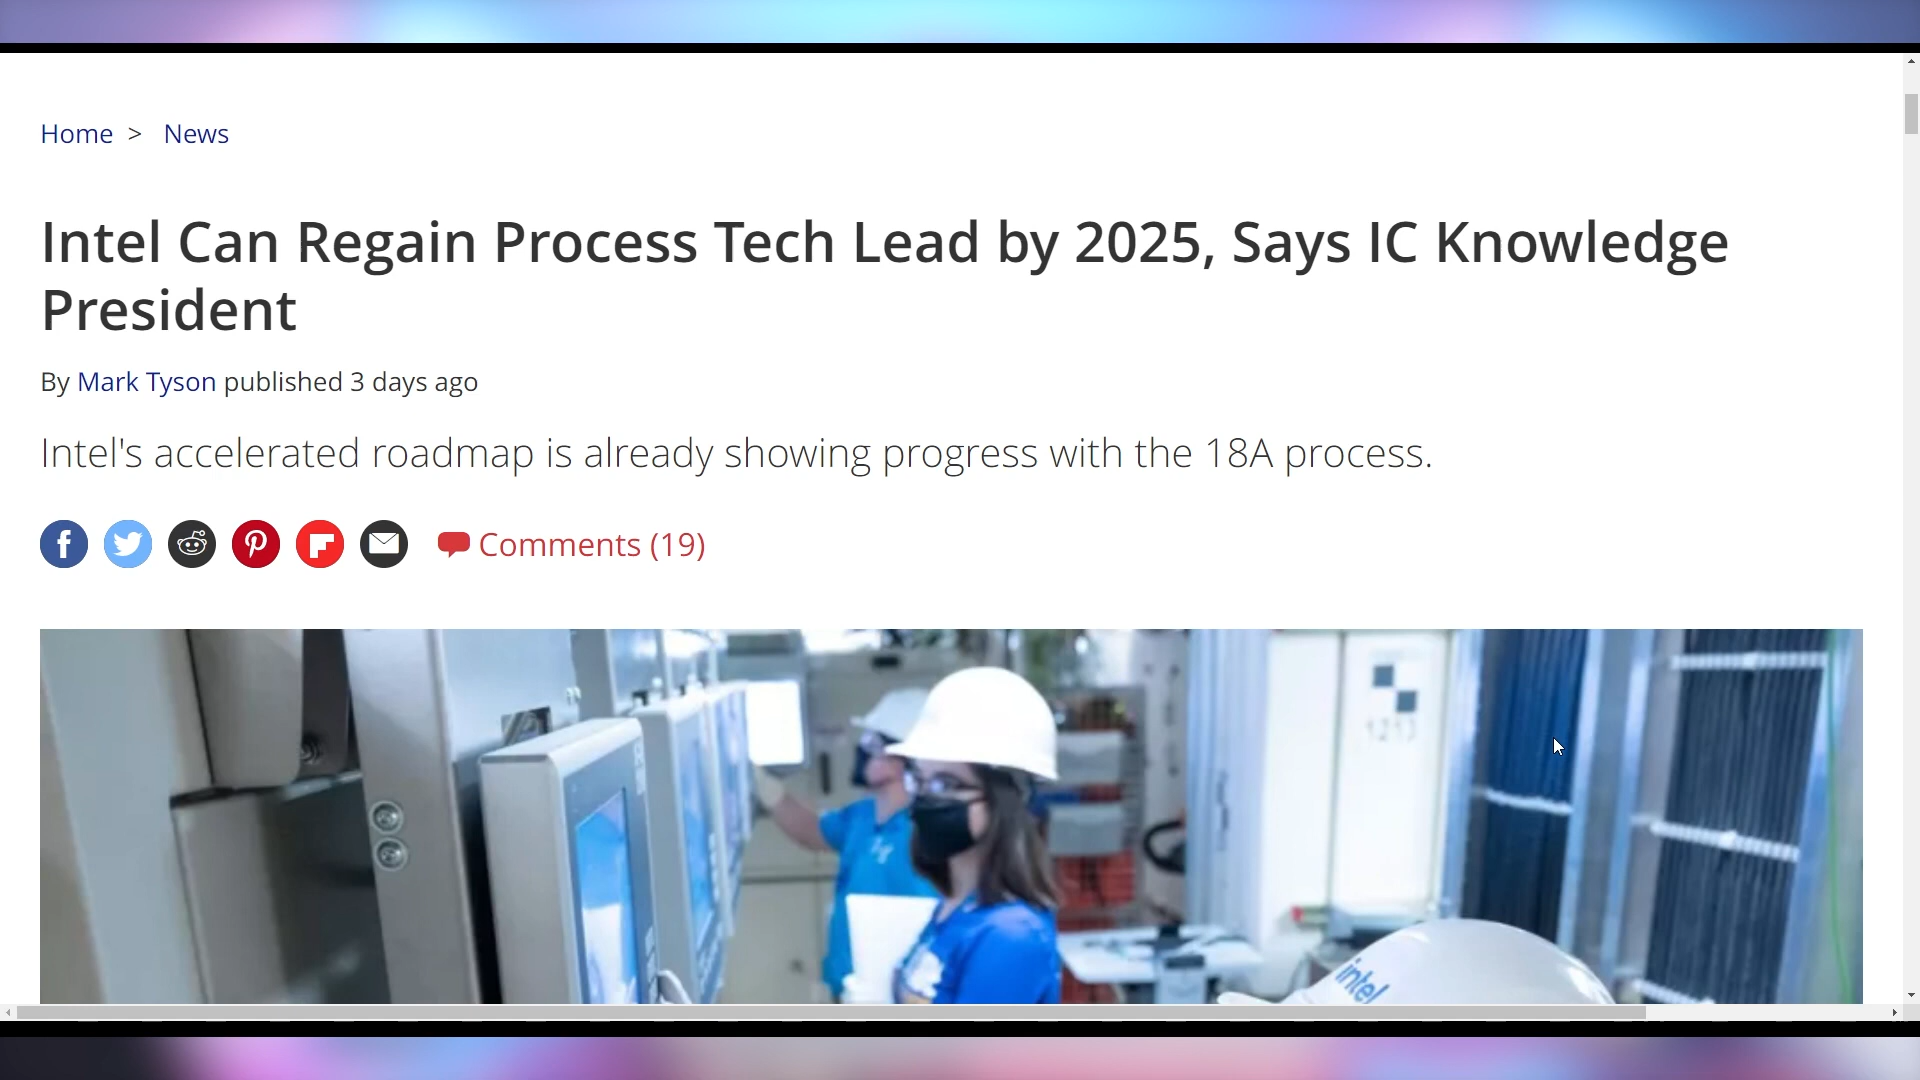 Home > News
Intel Can Regain Process Tech Lead by 2025, Says IC Knowledge
President
By Mark Tyson published 3 days ago
Intel's accelerated roadmap is already showing progress with the 18A process.
Comments (19)
1213
intel